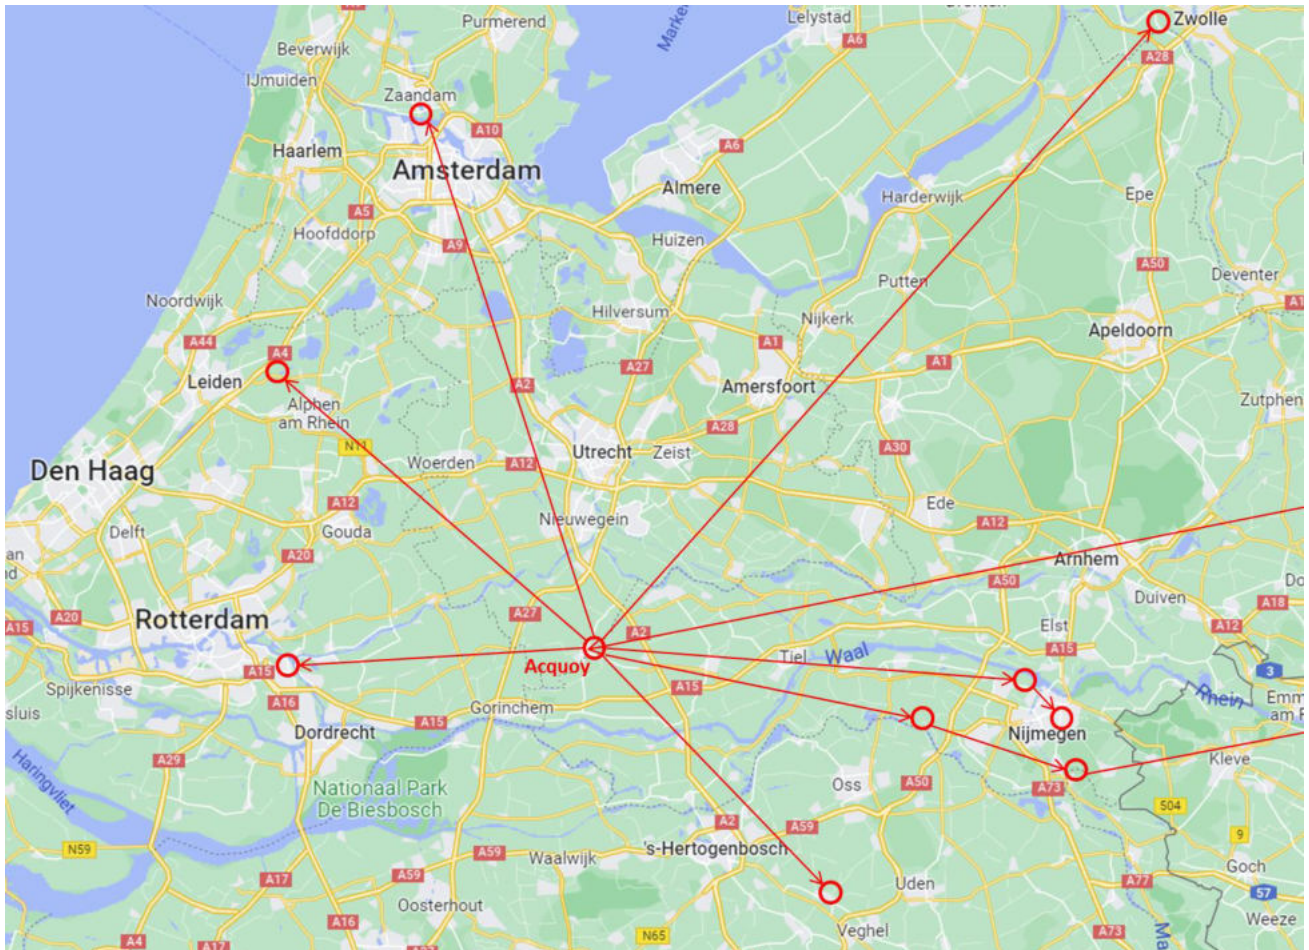 Purmerend
Lelystad
Zwolle
Beverwijk
A6
IJmuiden
A28
Zaandam
A10
Haarlem
A6
Amsterdam
Almere
Harderwijk
Epe
A5
Hoofddorp
A9
Huizen
A50
Deventer
Putten
Noordwijk
Hilversum
Nijkerk
Apeldoorn
A44
A4
A1
A1
A27
Leiden
A2
Amersfoort
Alphen
am Rhein
Zutphen
A28
N11
Utrecht
Zeist
A30
Den Haag
Woerden
A12
A12
Ede
Nieuwegein
A12
Delft
Gouda
A20
Arnhem
A50
Duiven
A18
Rotterdam
A20
A15
A27
A2
Elst
A12
A15
Acquoy
Tiel
Waal
A15
3
Spijkenisse
A16
A15
Gorinchem
A15
Rhein
Dordrecht
Nijmegen
A29
Kleve
Haringvliet
Nationaal Park
De Biesbosch
Oss
A50
A73
504
A2
A59
9
N59
A59
Waalwijk
's-Hertogenbosch
Goch
A17
A59
Uden
A77
57
Oosterhout
A16
Weeze
A4
A17
N65
Veghel
A73